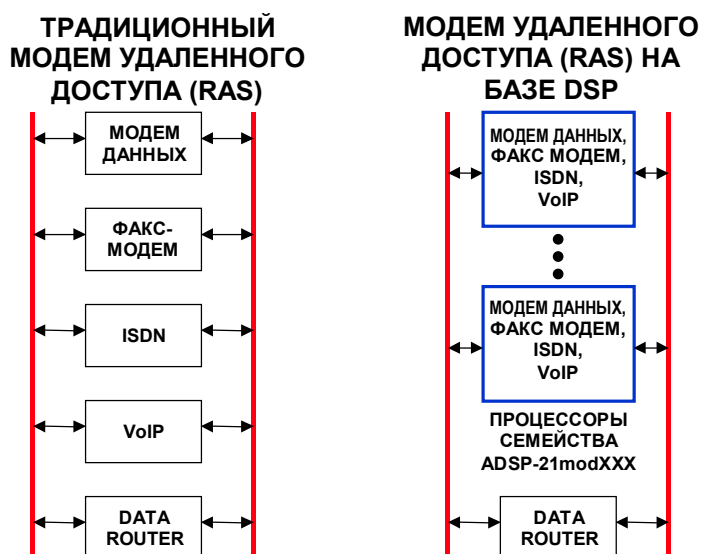 ТРАДИЦИОННЫЙ
МОДЕМ УДАЛЕННОГО
ДОСТУПА (RAS)
МОДЕМ
ДАННЫХ
ФАКС-
МОДЕМ
ISDN
VoIP
DATA
ROUTER
МОДЕМ УДАЛЕННОГО
ДОСТУПА (RAS) НА
БАЗЕ DSP
МОДЕМ ДАННЫХ,
ФАКС МОДЕМ,
ISDN,
VoIP
МОДЕМ ДАННЫХ,
ФАКС МОДЕМ,
ISDN,
VoIP
ПРОЦЕССОРЫ
СЕМЕЙСТВА
ADSP-21modXXX
DATA
ROUTER